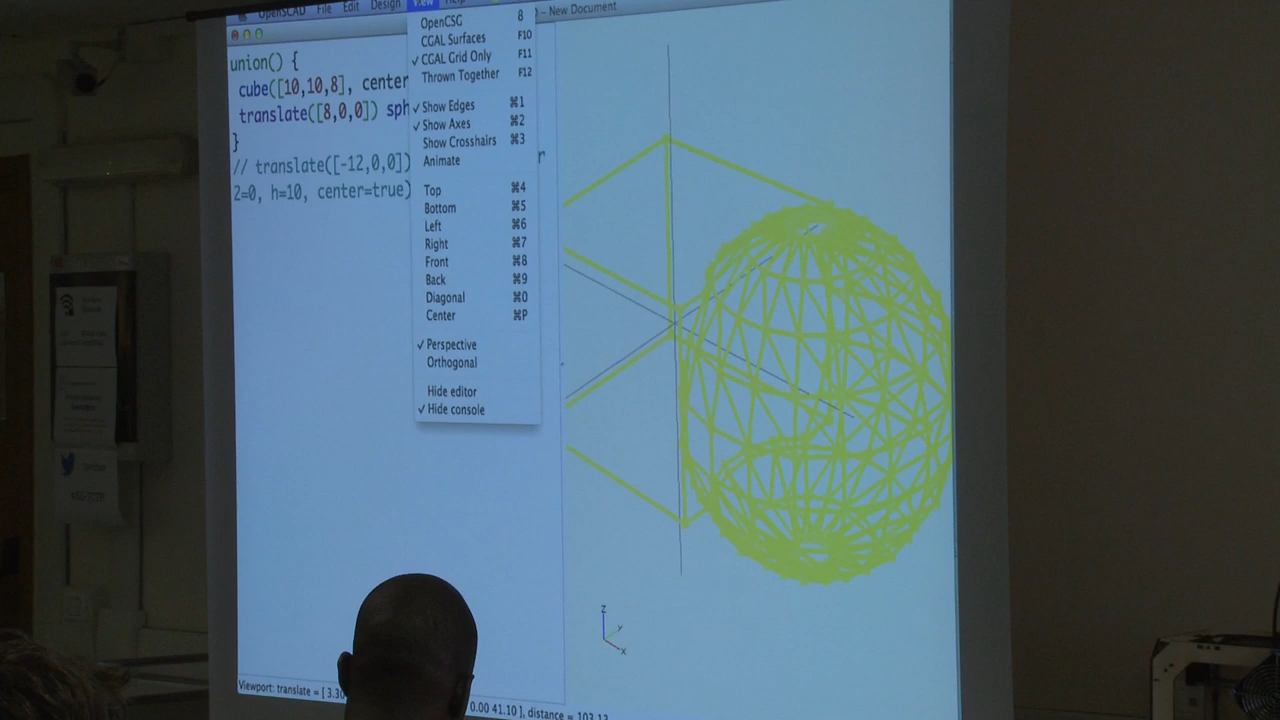 OpenSCAD File Edit Design View Help
– New Document
union() {
cube([10,10,8], center
translate([8,0,0]) sph
}
// translate([-12,0,0])
r
2=0, h=10, center=true)
OpenCSG 8
CGAL Surfaces F10
✓ CGAL Grid Only F11
Thrown Together F12
✓ Show Edges ⌘1
✓ Show Axes ⌘2
Show Crosshairs ⌘3
Animate
Top ⌘4
Bottom ⌘5
Left ⌘6
Right ⌘7
Front ⌘8
Back ⌘9
Diagonal ⌘0
Center ⌘P
✓ Perspective
Orthogonal
Hide editor
✓ Hide console
z
y
x
Viewport: translate = [ 3.30
0.00 41.10 ], distance = 103.12